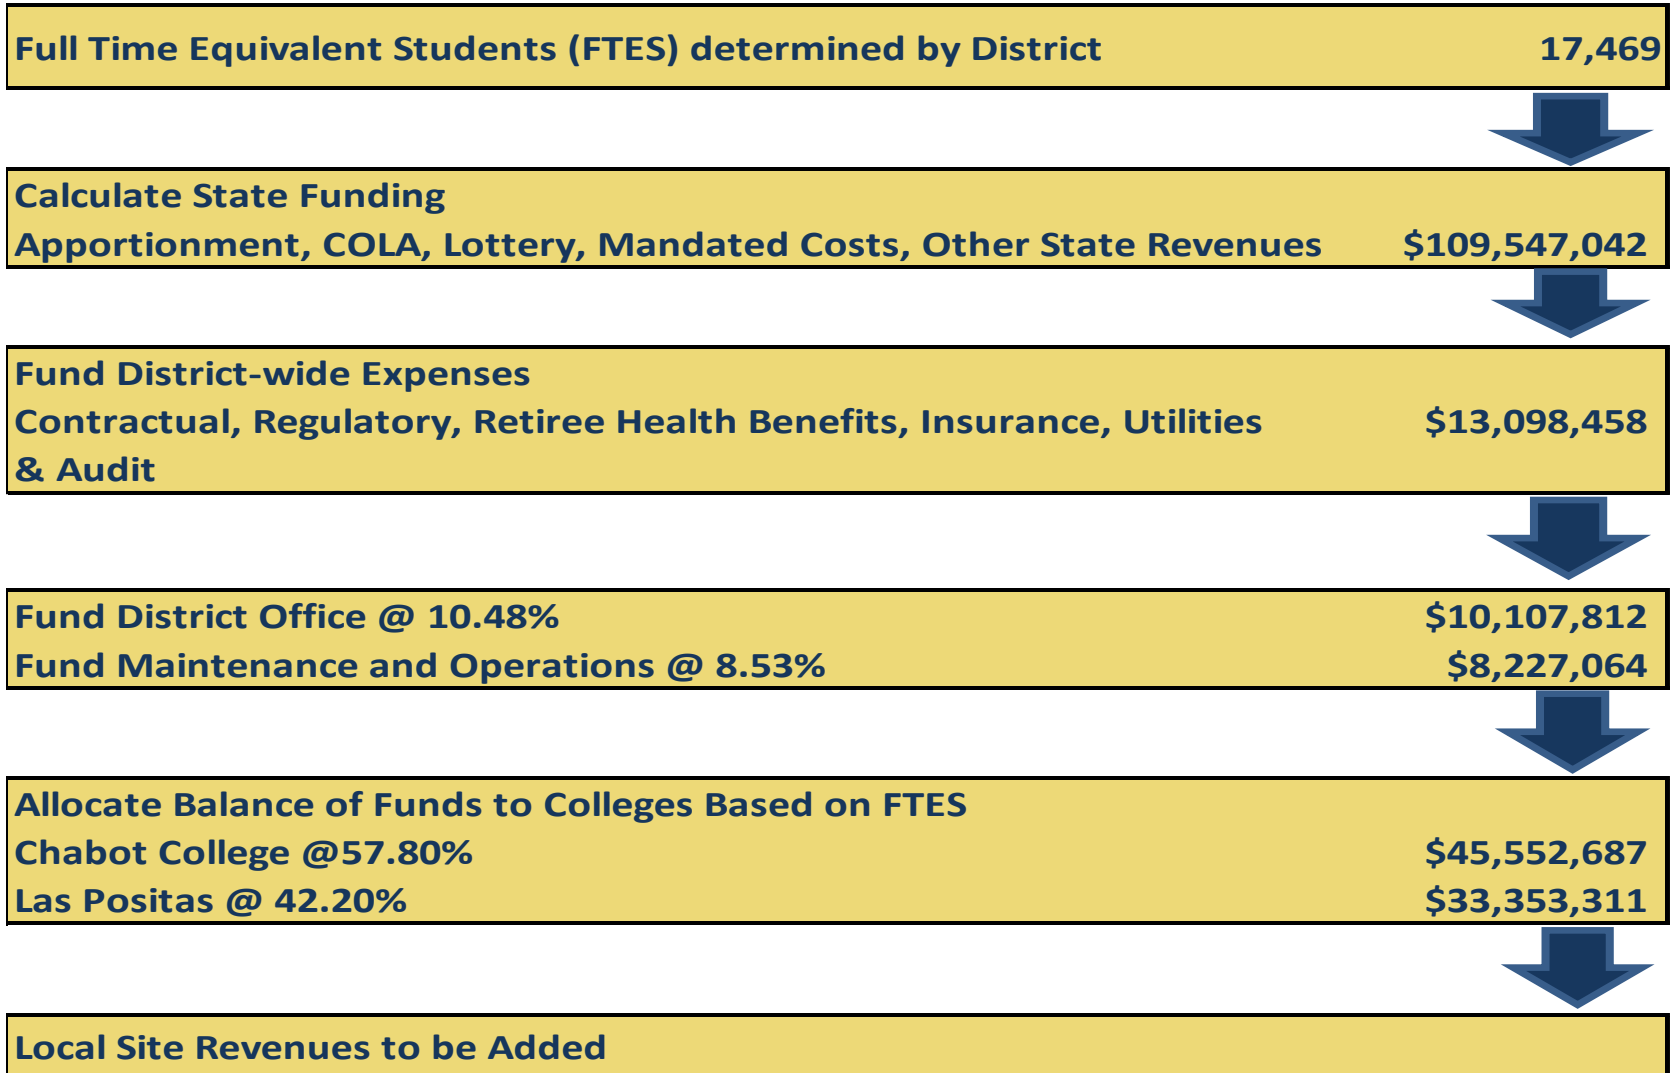 Full Time Equivalent Students (FTES) determined by District 17,469
Calculate State Funding
Apportionment, COLA, Lottery, Mandated Costs, Other State Revenues $109,547,042
Fund District-wide Expenses
Contractual, Regulatory, Retiree Health Benefits, Insurance, Utilities $13,098,458
& Audit
Fund District Office @ 10.48% $10,107,812
Fund Maintenance and Operations @ 8.53% $8,227,064
Allocate Balance of Funds to Colleges Based on FTES
Chabot College @57.80% $45,552,687
Las Positas @ 42.20% $33,353,311
Local Site Revenues to be Added